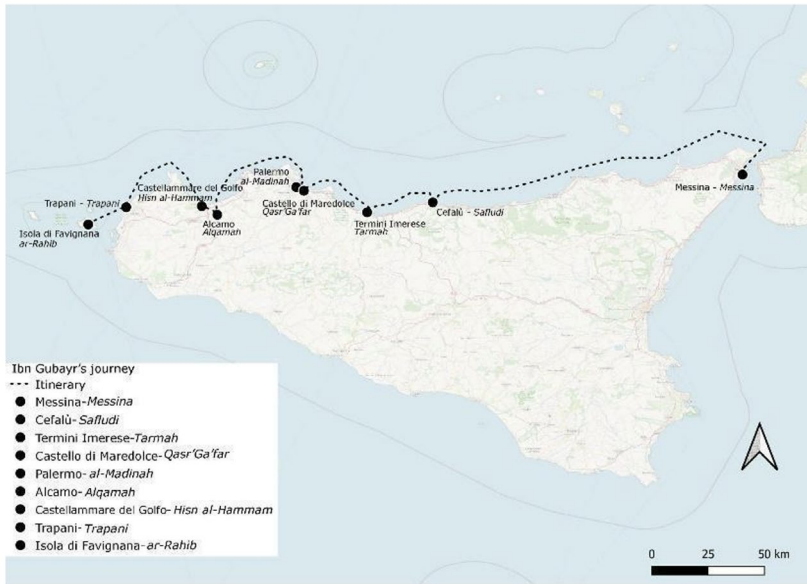 Palermo
al-Madinah
Castellammare del Golfo
Hisn al-Hammam
Castello di Maredolce
Qasr'Ga'far
Messina - Messina
Trapani - Trapani
Cefalù - Safludi
Alcamo
Alqamah
Termini Imerese
Tarmah
Isola di Favignana
ar-Rahib
Ibn Gubayr's journey
Itinerary
Messina-Messina
Cefalù-Safludi
Termini Imerese-Tarmah
Castello di Maredolce-Qasr'Ga'far
Palermo-al-Madinah
Alcamo-Alqamah
Castellammare del Golfo-Hisn al-Hammam
Trapani-Trapani
Isola di Favignana-ar-Rahib
0 25 50 km